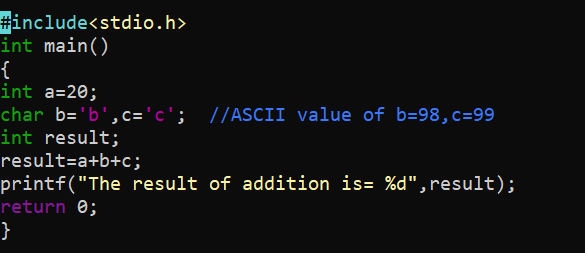 #include<stdio.h>
int main()
{
int a=20;
char b='b',c='c';  //ASCII value of b=98,c=99
int result;
result=a+b+c;
printf("The result of addition is= %d",result);
return 0;
}